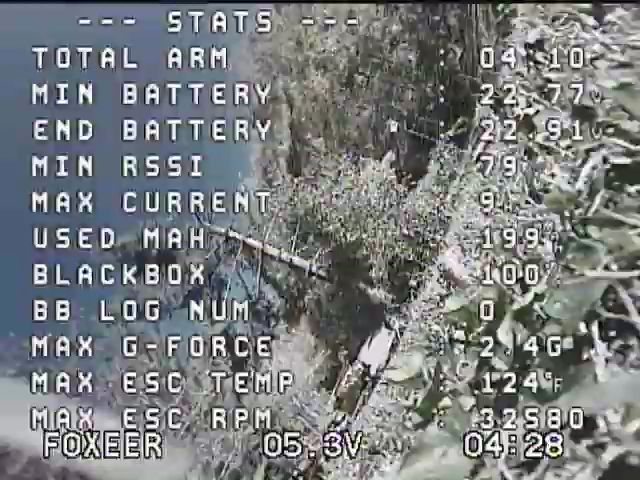 --- STATS ---
TOTAL ARM : 04:10
MIN BATTERY : 22.77V
END BATTERY : 22.91V
MIN RSSI : 79%
MAX CURRENT : 9A
USED MAH : 199
BLACKBOX : 100%
BB LOG NUM : 0
MAX G-FORCE : 2.4G
MAX ESC TEMP : 124°F
MAX ESC RPM : 32580
FOXEER 05.3V 04:28